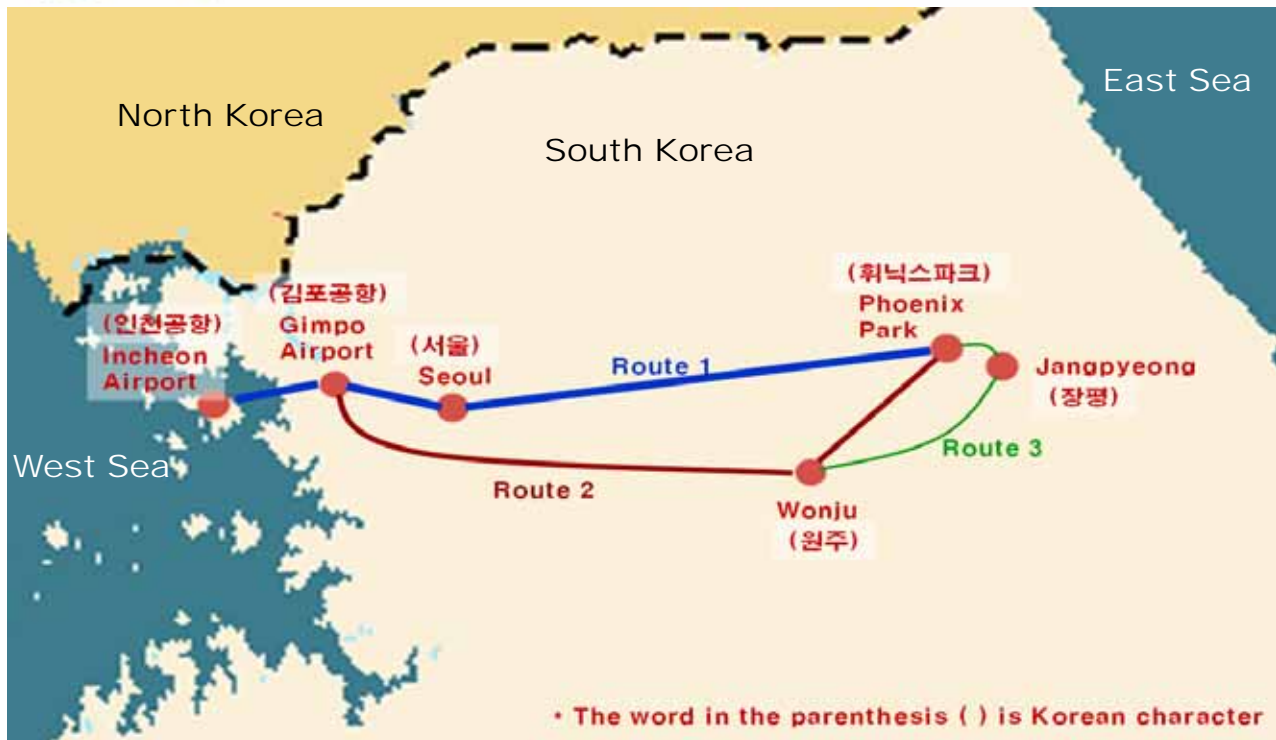 East Sea
North Korea
South Korea
(휘닉스파크)
Phoenix
Park
(김포공항)
Gimpo
Airport
(인천공항)
Incheon
Airport
(서울)
Seoul
Route 1
Jangpyeong
(장평)
Route 3
West Sea
Route 2
Wonju
(원주)
• The word in the parenthesis ( ) is Korean character